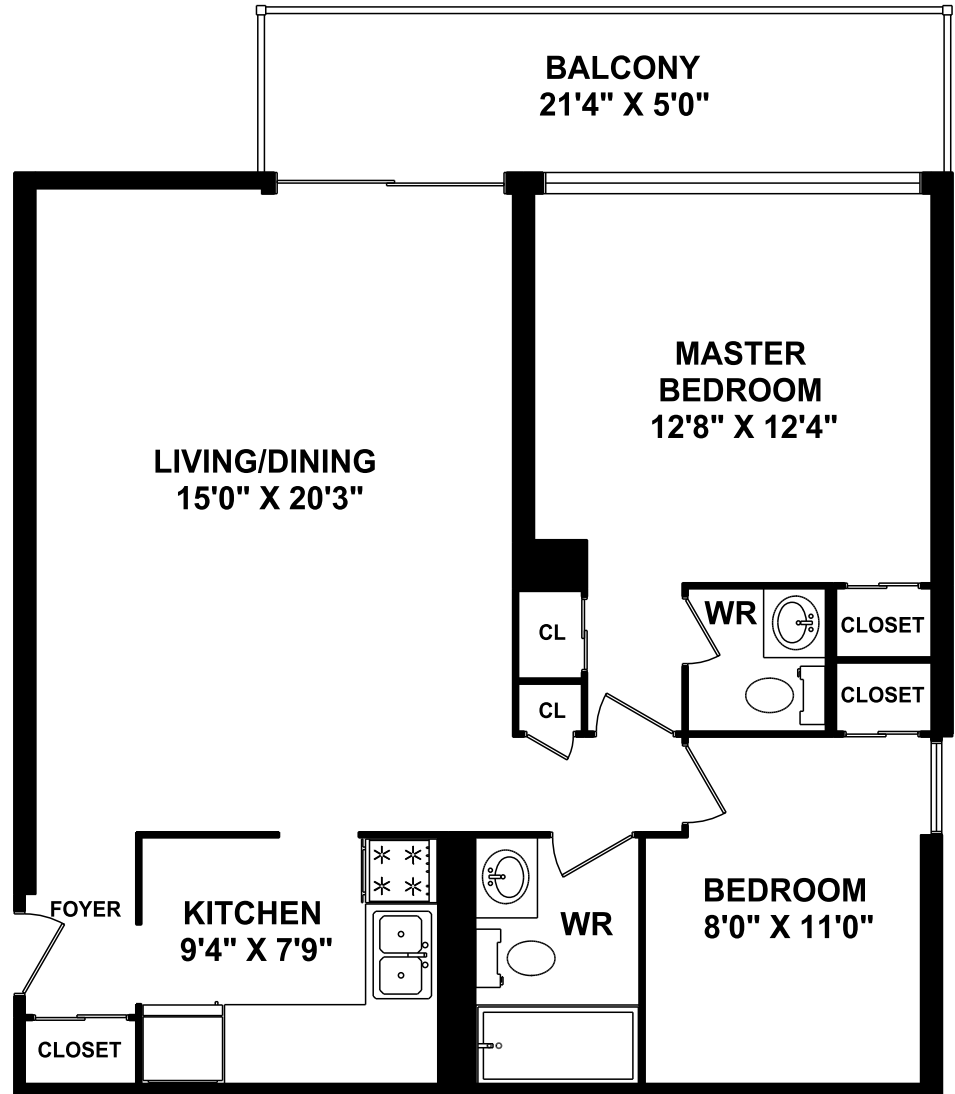 BALCONY
21'4" X 5'0"
MASTER
BEDROOM
12'8" X 12'4"
LIVING/DINING
15'0" X 20'3"
WR
CLOSET
CL
CLOSET
CL
BEDROOM
8'0" X 11'0"
FOYER
KITCHEN
9'4" X 7'9"
WR
CLOSET